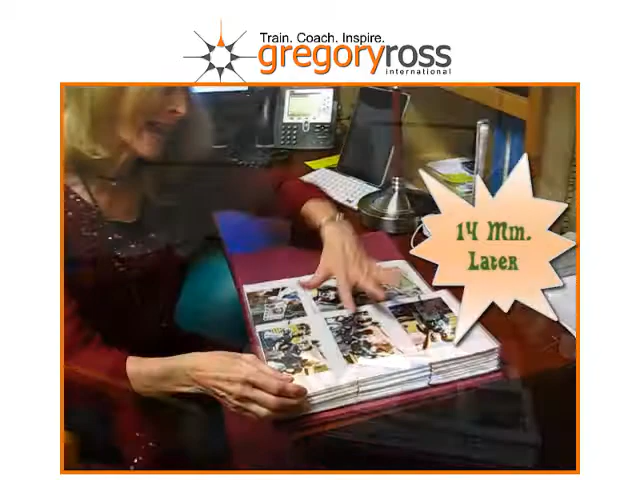 Train. Coach. Inspire.
gregoryross
international
14 Min.
Later